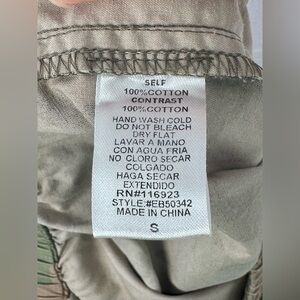 SELF
100%COTTON
CONTRAST
100%COTTON
HAND WASH COLD
DO NOT BLEACH
DRY FLAT
LAVAR A MANO
CON AGUA FRIA
NO CLORO SECAR
COLGADO
HAGA SECAR
EXTENDIDO
RN#116923
STYLE:#EB50342
MADE IN CHINA
S